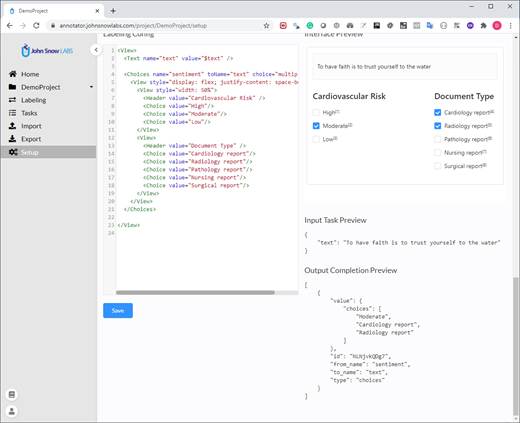 DemoProject
annotator.johnsnowlabs.com/project/DemoProject/setup
John Snow LABS
Home
DemoProject
Labeling
Tasks
Import
Export
Setup
Labeling Config
1 <View>
2 <Text name="text" value="$text" />
3
4 <Choices name="sentiment" toName="text" choice="multip
5 <View style="display: flex; justify-content: space-be
6 <View style="width: 50%">
7 <Header value="Cardiovascular Risk" />
8 <Choice value="High"/>
9 <Choice value="Moderate"/>
10 <Choice value="Low"/>
11 </View>
12 <View>
13 <Header value="Document Type" />
14 <Choice value="Cardiology report"/>
15 <Choice value="Radiology report"/>
16 <Choice value="Pathology report"/>
17 <Choice value="Nursing report"/>
18 <Choice value="Surgical report"/>
19 </View>
20 </View>
21 </Choices>
22
23 </View>
24
Save
Interface Preview
To have faith is to trust yourself to the water
Cardiovascular Risk
High[1]
Moderate[2]
Low[3]
Document Type
Cardiology report[4]
Radiology report[5]
Pathology report[6]
Nursing report[7]
Surgical report[8]
Input Task Preview
{
"text": "To have faith is to trust yourself to the water"
}
Output Completion Preview
[
{
"value": {
"choices": [
"Moderate",
"Cardiology report",
"Radiology report"
]
},
"from_name": "sentiment",
"to_name": "text",
"type": "choices"
}
]